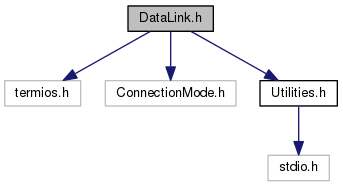 DataLink.h
termios.h
ConnectionMode.h
Utilities.h
stdio.h